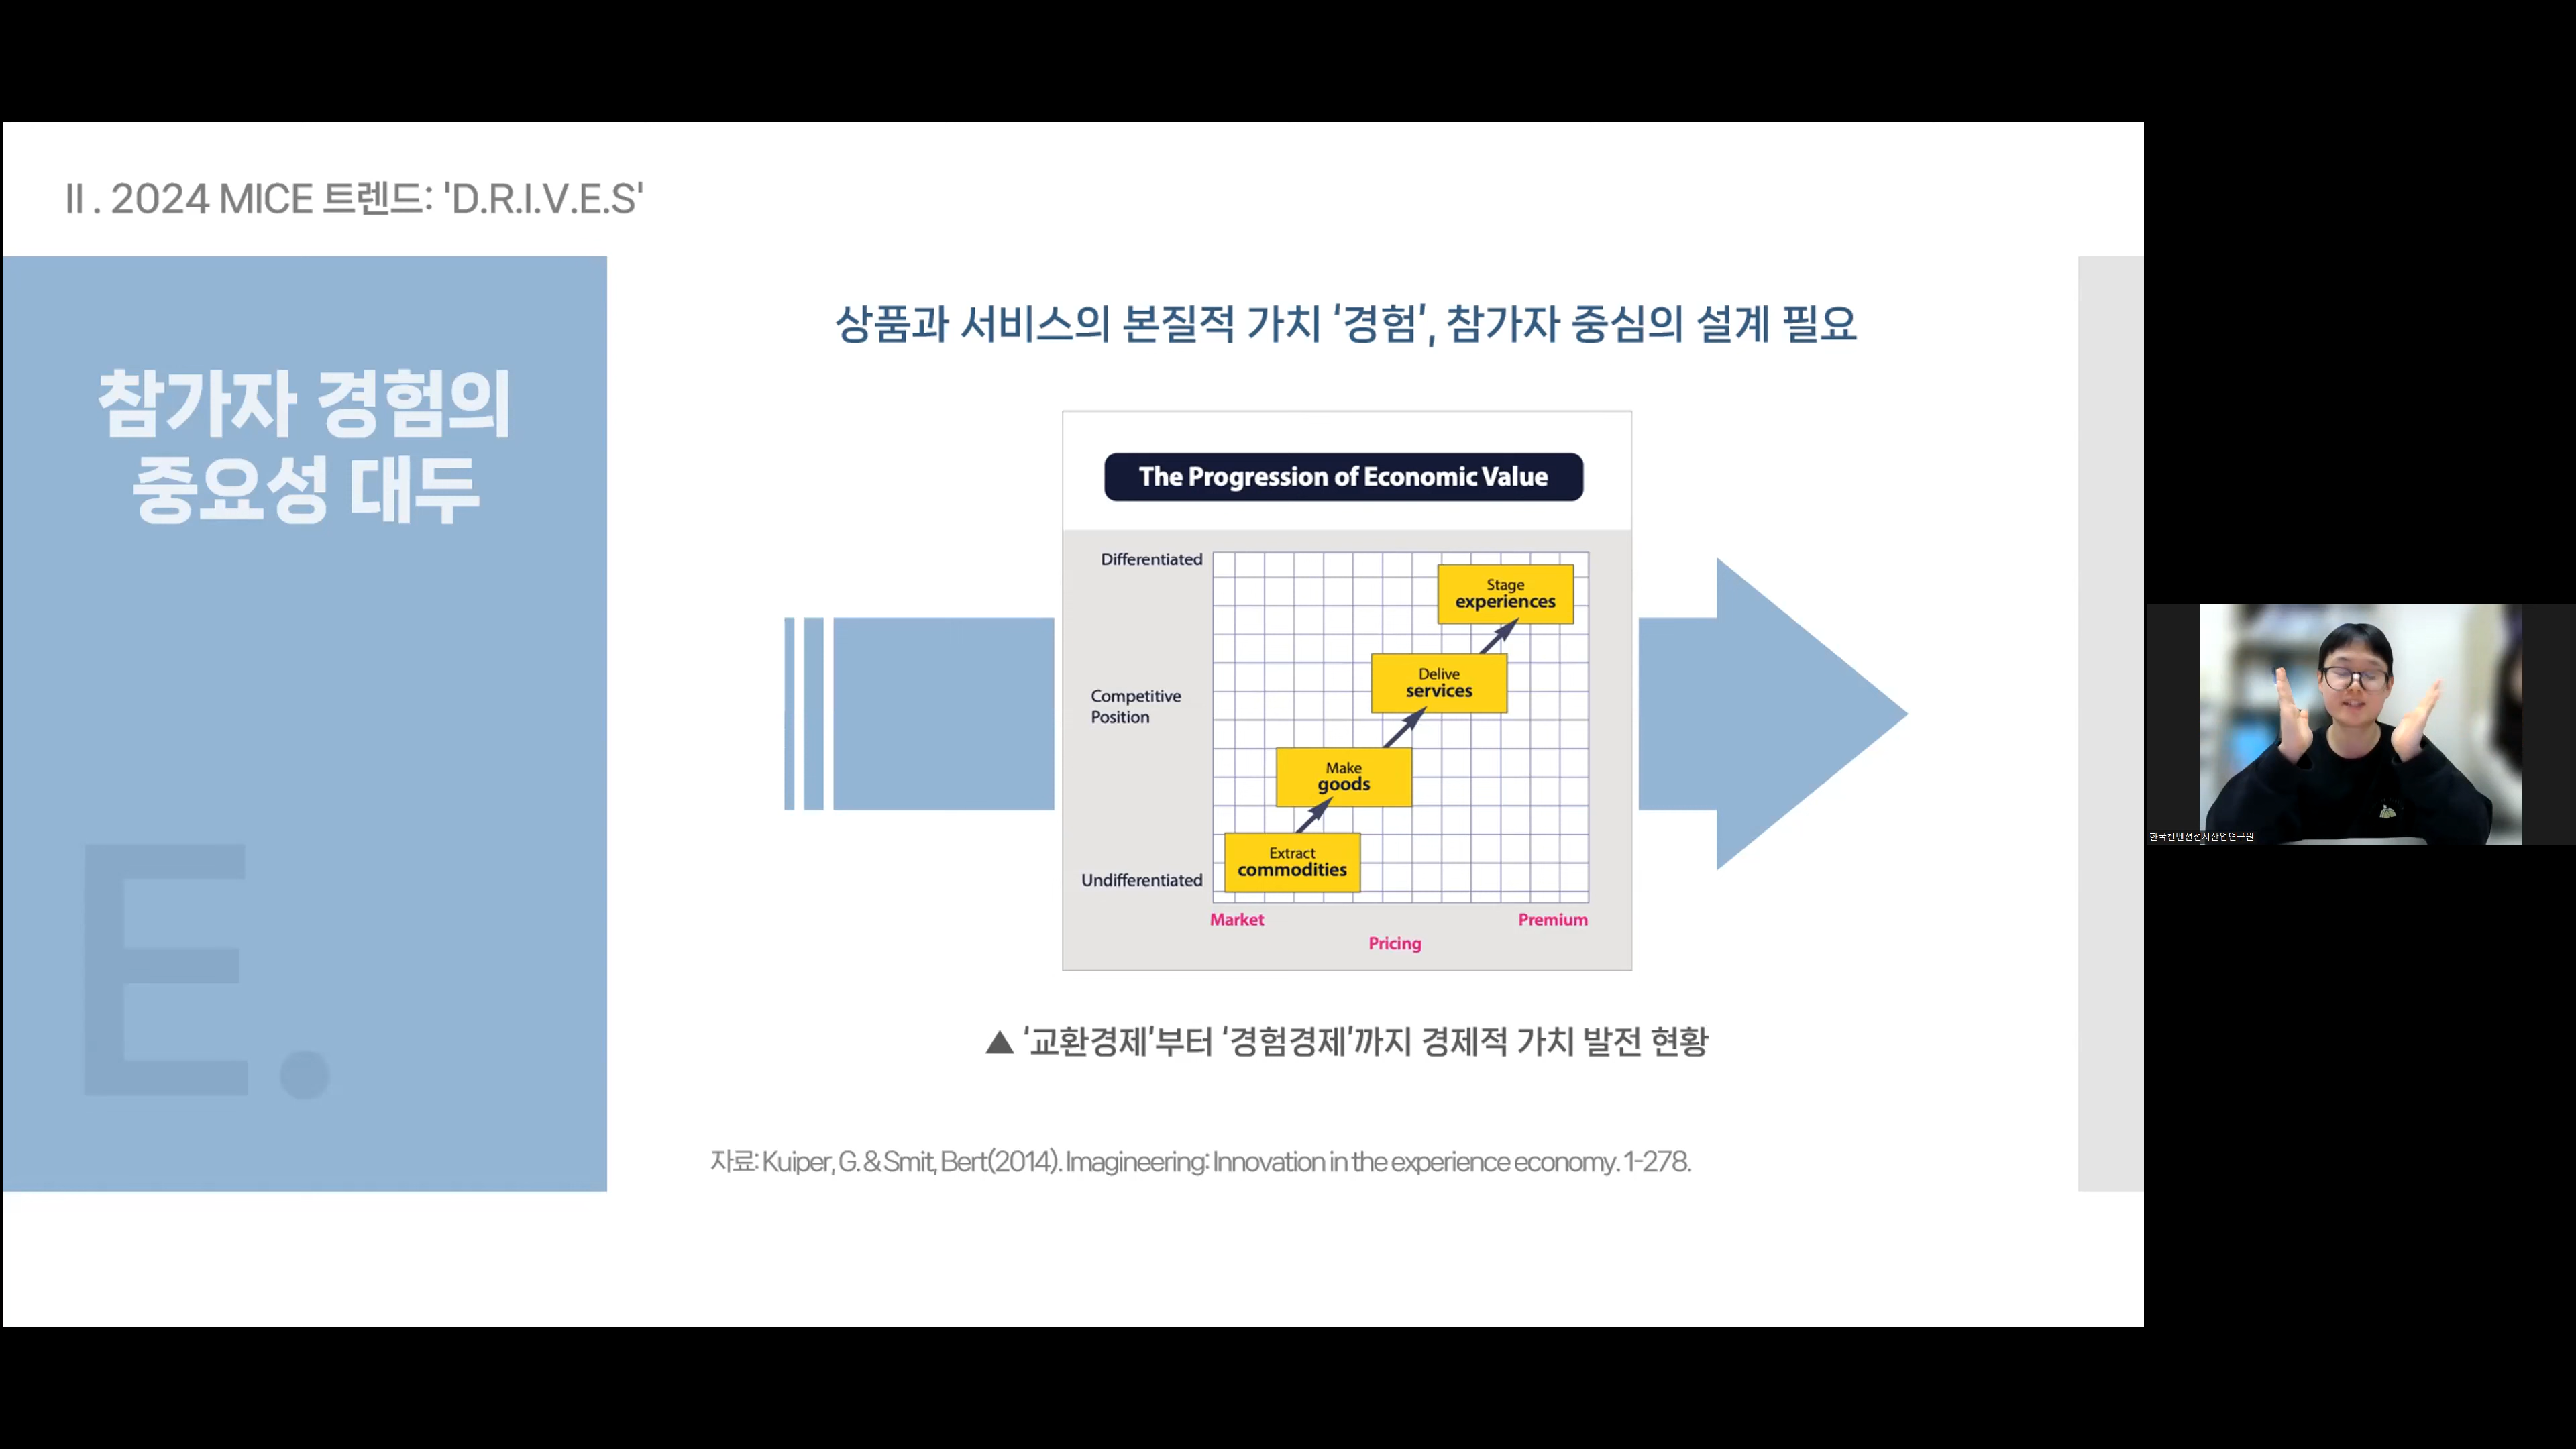 II . 2024 MICE 트렌드: 'D.R.I.V.E.S'
참가자 경험의
중요성 대두
E.
상품과 서비스의 본질적 가치 ‘경험’, 참가자 중심의 설계 필요
The Progression of Economic Value
Differentiated
Competitive
Position
Undifferentiated
Stage
experiences
Delive
services
Make
goods
Extract
commodities
Market
Premium
Pricing
▲ ‘교환경제’부터 ‘경험경제’까지 경제적 가치 발전 현황
자료: Kuiper, G. & Smit, Bert(2014). Imagineering: Innovation in the experience economy. 1-278.
한국컨벤션전시산업연구원